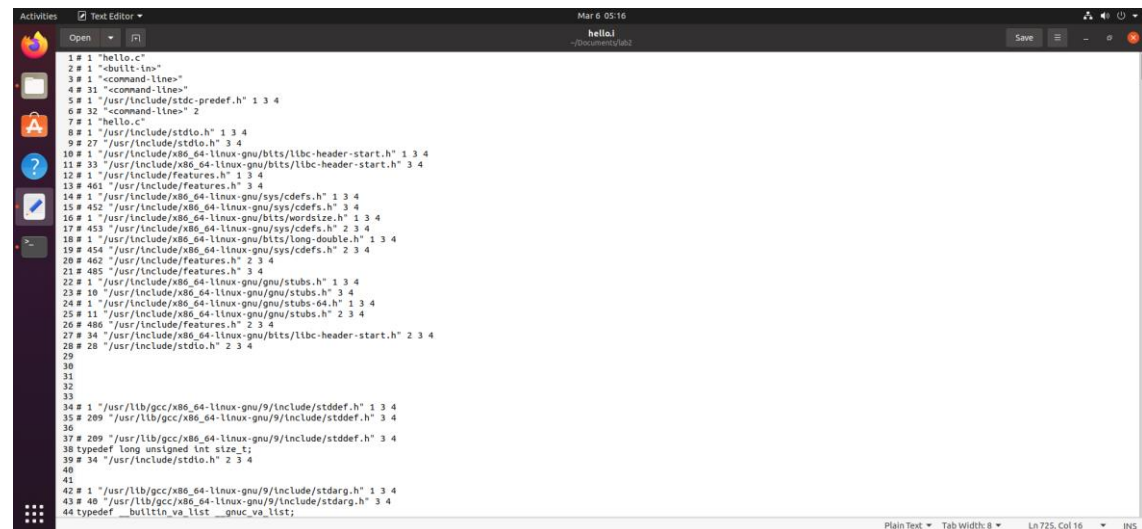 Activities Text Editor Mar 6 05:16
Open hello.i Save
~/Documents/lab2
1 # 1 "hello.c"
2 # 1 "<built-in>"
3 # 1 "<command-line>"
4 # 31 "<command-line>"
5 # 1 "/usr/include/stdc-predef.h" 1 3 4
6 # 32 "<command-line>" 2
7 # 1 "hello.c"
8 # 1 "/usr/include/stdio.h" 1 3 4
9 # 27 "/usr/include/stdio.h" 3 4
10 # 1 "/usr/include/x86_64-linux-gnu/bits/libc-header-start.h" 1 3 4
11 # 33 "/usr/include/x86_64-linux-gnu/bits/libc-header-start.h" 3 4
12 # 1 "/usr/include/features.h" 1 3 4
13 # 461 "/usr/include/features.h" 3 4
14 # 1 "/usr/include/x86_64-linux-gnu/sys/cdefs.h" 1 3 4
15 # 452 "/usr/include/x86_64-linux-gnu/sys/cdefs.h" 3 4
16 # 1 "/usr/include/x86_64-linux-gnu/bits/wordsize.h" 1 3 4
17 # 453 "/usr/include/x86_64-linux-gnu/sys/cdefs.h" 2 3 4
18 # 1 "/usr/include/x86_64-linux-gnu/bits/long-double.h" 1 3 4
19 # 454 "/usr/include/x86_64-linux-gnu/sys/cdefs.h" 2 3 4
20 # 462 "/usr/include/features.h" 2 3 4
21 # 485 "/usr/include/features.h" 3 4
22 # 1 "/usr/include/x86_64-linux-gnu/gnu/stubs.h" 1 3 4
23 # 10 "/usr/include/x86_64-linux-gnu/gnu/stubs.h" 3 4
24 # 1 "/usr/include/x86_64-linux-gnu/gnu/stubs-64.h" 1 3 4
25 # 11 "/usr/include/x86_64-linux-gnu/gnu/stubs.h" 2 3 4
26 # 486 "/usr/include/features.h" 2 3 4
27 # 34 "/usr/include/x86_64-linux-gnu/bits/libc-header-start.h" 2 3 4
28 # 28 "/usr/include/stdio.h" 2 3 4
29
30
31
32
33
34 # 1 "/usr/lib/gcc/x86_64-linux-gnu/9/include/stddef.h" 1 3 4
35 # 209 "/usr/lib/gcc/x86_64-linux-gnu/9/include/stddef.h" 3 4
36
37 # 209 "/usr/lib/gcc/x86_64-linux-gnu/9/include/stddef.h" 3 4
38 typedef long unsigned int size_t;
39 # 34 "/usr/include/stdio.h" 2 3 4
40
41
42 # 1 "/usr/lib/gcc/x86_64-linux-gnu/9/include/stdarg.h" 1 3 4
43 # 40 "/usr/lib/gcc/x86_64-linux-gnu/9/include/stdarg.h" 3 4
44 typedef __builtin_va_list __gnuc_va_list;
Plain Text Tab Width: 8 Ln 725, Col 16 INS